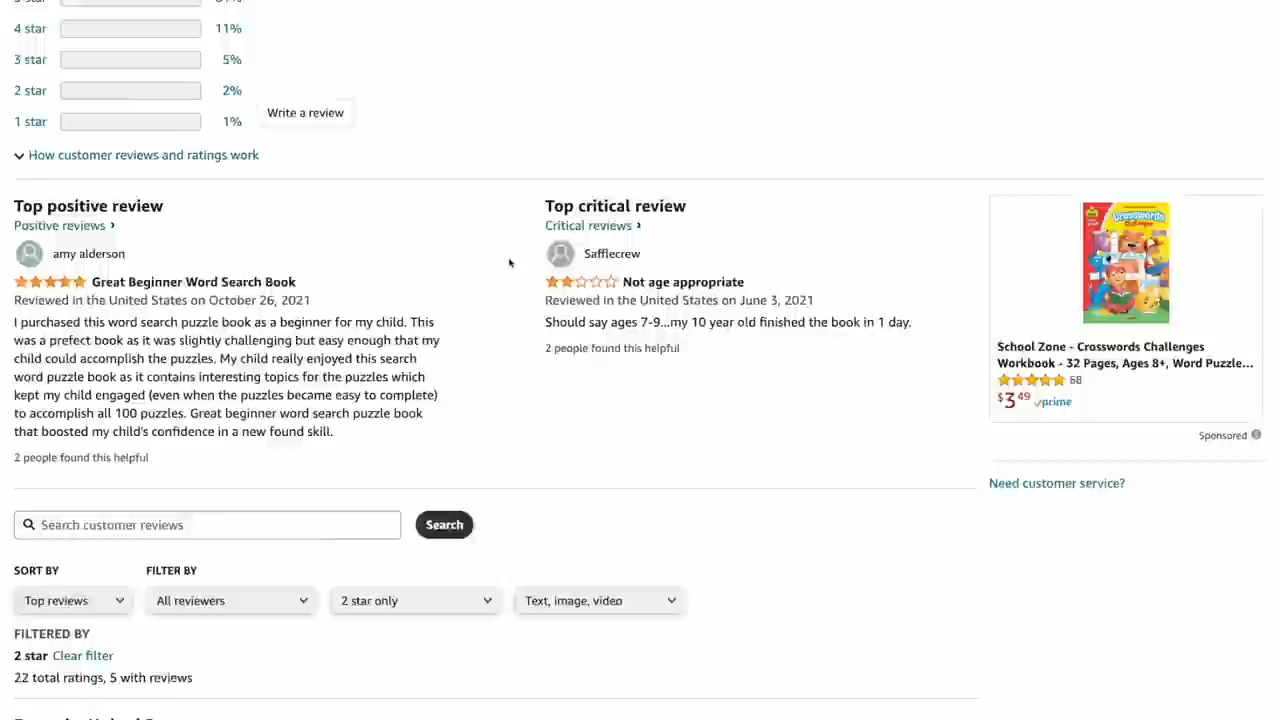 4 star 11%
3 star 5%
2 star 2%
1 star 1%
Write a review
How customer reviews and ratings work
Top positive review
Positive reviews ›
amy alderson
Great Beginner Word Search Book
Reviewed in the United States on October 26, 2021
I purchased this word search puzzle book as a beginner for my child. This
was a prefect book as it was slightly challenging but easy enough that my
child could accomplish the puzzles. My child really enjoyed this search
word puzzle book as it contains interesting topics for the puzzles which
kept my child engaged (even when the puzzles became easy to complete)
to accomplish all 100 puzzles. Great beginner word search puzzle book
that boosted my child's confidence in a new found skill.
2 people found this helpful
Top critical review
Critical reviews ›
Safflecrew
Not age appropriate
Reviewed in the United States on June 3, 2021
Should say ages 7-9...my 10 year old finished the book in 1 day.
2 people found this helpful
Crosswords
School Zone - Crosswords Challenges
Workbook - 32 Pages, Ages 8+, Word Puzzle...
68
$3 49 prime
Sponsored
Need customer service?
Search customer reviews
Search
SORT BY FILTER BY
Top reviews All reviewers 2 star only Text, image, video
FILTERED BY
2 star Clear filter
22 total ratings, 5 with reviews